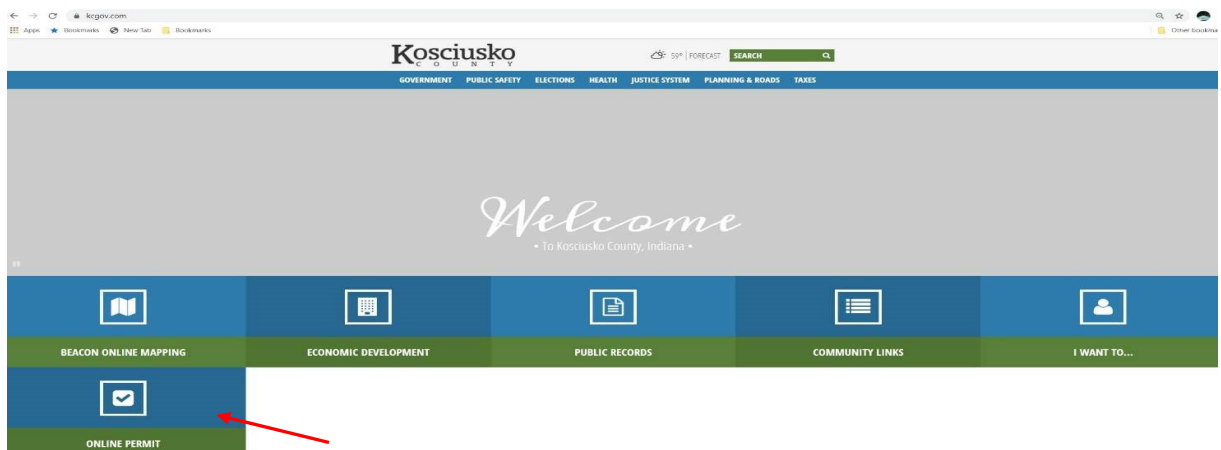 kcgov.com
Apps Bookmarks New Tab Bookmarks Other bookma
Kosciusko
COUNTY
59° | FORECAST SEARCH
GOVERNMENT PUBLIC SAFETY ELECTIONS HEALTH JUSTICE SYSTEM PLANNING & ROADS TAXES
Welcome
• To Kosciusko County, Indiana •
BEACON ONLINE MAPPING ECONOMIC DEVELOPMENT PUBLIC RECORDS COMMUNITY LINKS I WANT TO...
ONLINE PERMIT